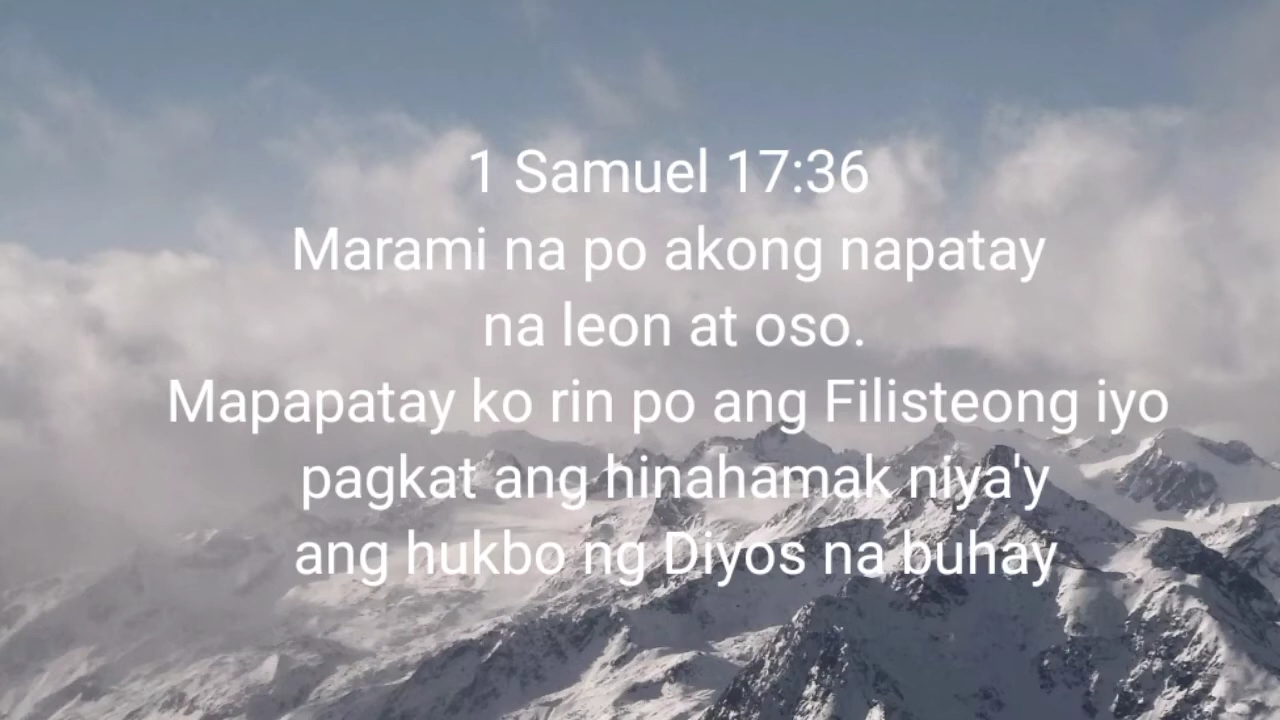 1 Samuel 17:36
Marami na po akong napatay
na leon at oso.
Mapapatay ko rin po ang Filisteong iyo
pagkat ang hinahamak niya'y
ang hukbo ng Diyos na buhay